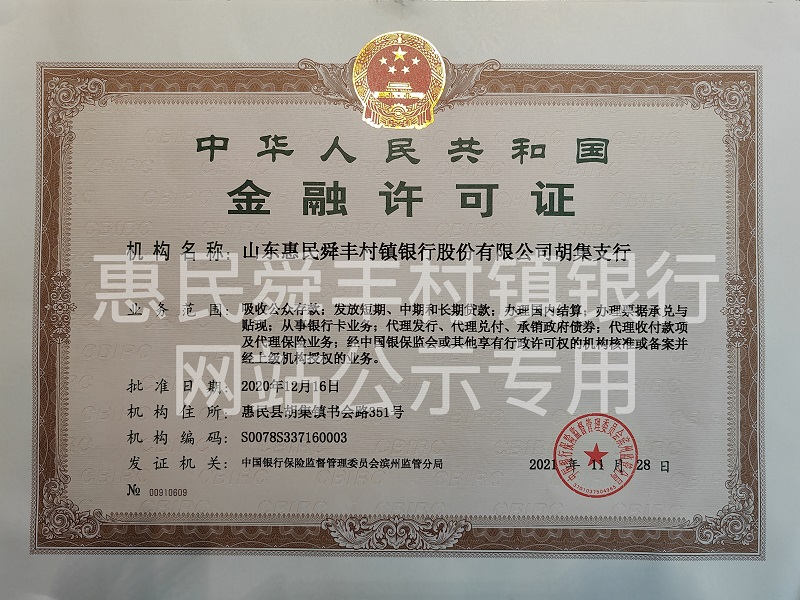 中华人民共和国
金融许可证
机构名称：山东惠民舜丰村镇银行股份有限公司胡集支行
惠民舜丰村镇银行
业务范围：吸收公众存款；发放短期、中期和长期贷款；办理国内结算；办理票据承兑与
贴现；从事银行卡业务；代理发行、代理兑付、承销政府债券；代理收付款项
及代理保险业务；经中国银保监会或其他享有行政许可权的机构核准或备案并
经上级机构授权的业务。
网站公示专用
批准日期：2020年12月16日
机构住所：惠民县胡集镇书会路351号
机构编码：S0078S337160003
发证机关：中国银行保险监督管理委员会滨州监管分局
2021 年 11 月 28 日
№ 00910609